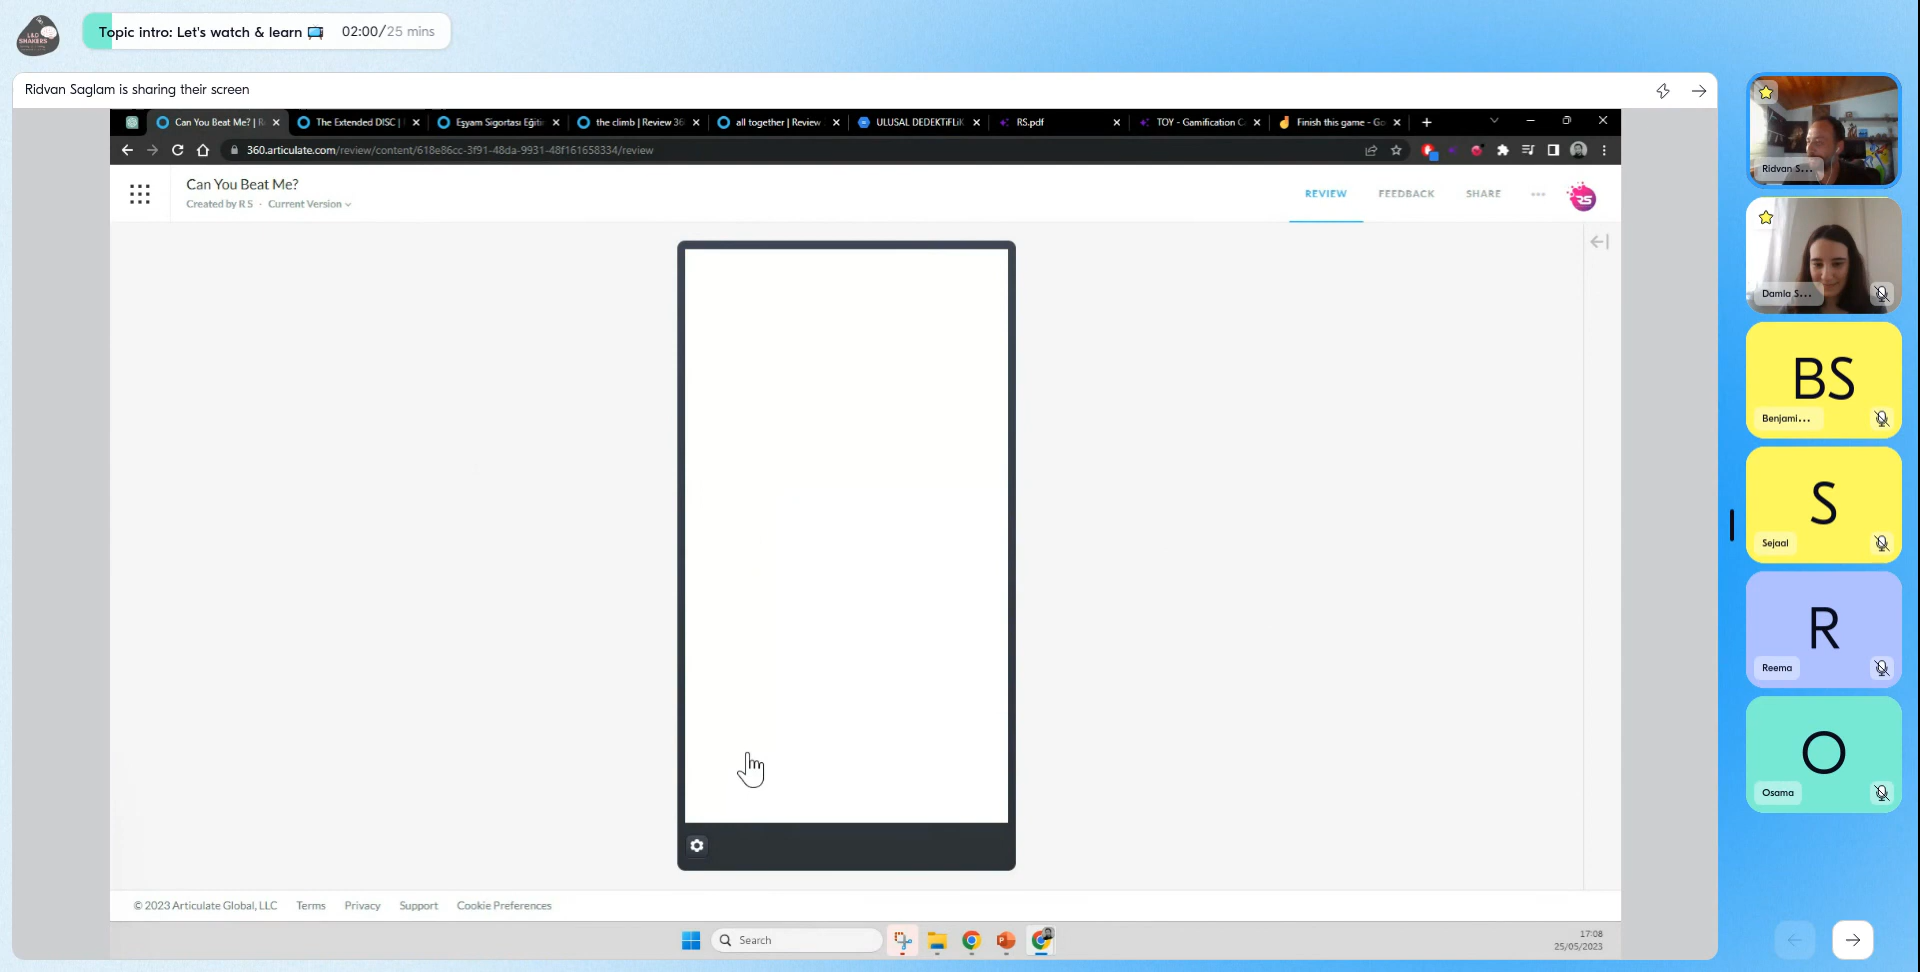 L&D
SHAKERS
Topic intro: Let's watch & learn
02:00/25 mins
Ridvan Saglam is sharing their screen
Can You Beat Me? | R
The Extended DISC |
Eşyam Sigortası Eğiti
the climb | Review 36
all together | Review
ULUSAL DEDEKTİFLİK
RS.pdf
TOY - Gamification C
Finish this game - Go
360.articulate.com/review/content/618e86cc-3f91-48da-9931-48f161658334/review
Can You Beat Me?
Created by R S · Current Version
REVIEW
FEEDBACK
SHARE
RS
© 2023 Articulate Global, LLC
Terms
Privacy
Support
Cookie Preferences
Search
17:08
25/05/2023
Ridvan S...
Damla S...
BS
Benjami...
S
Sejaal
R
Reema
O
Osama